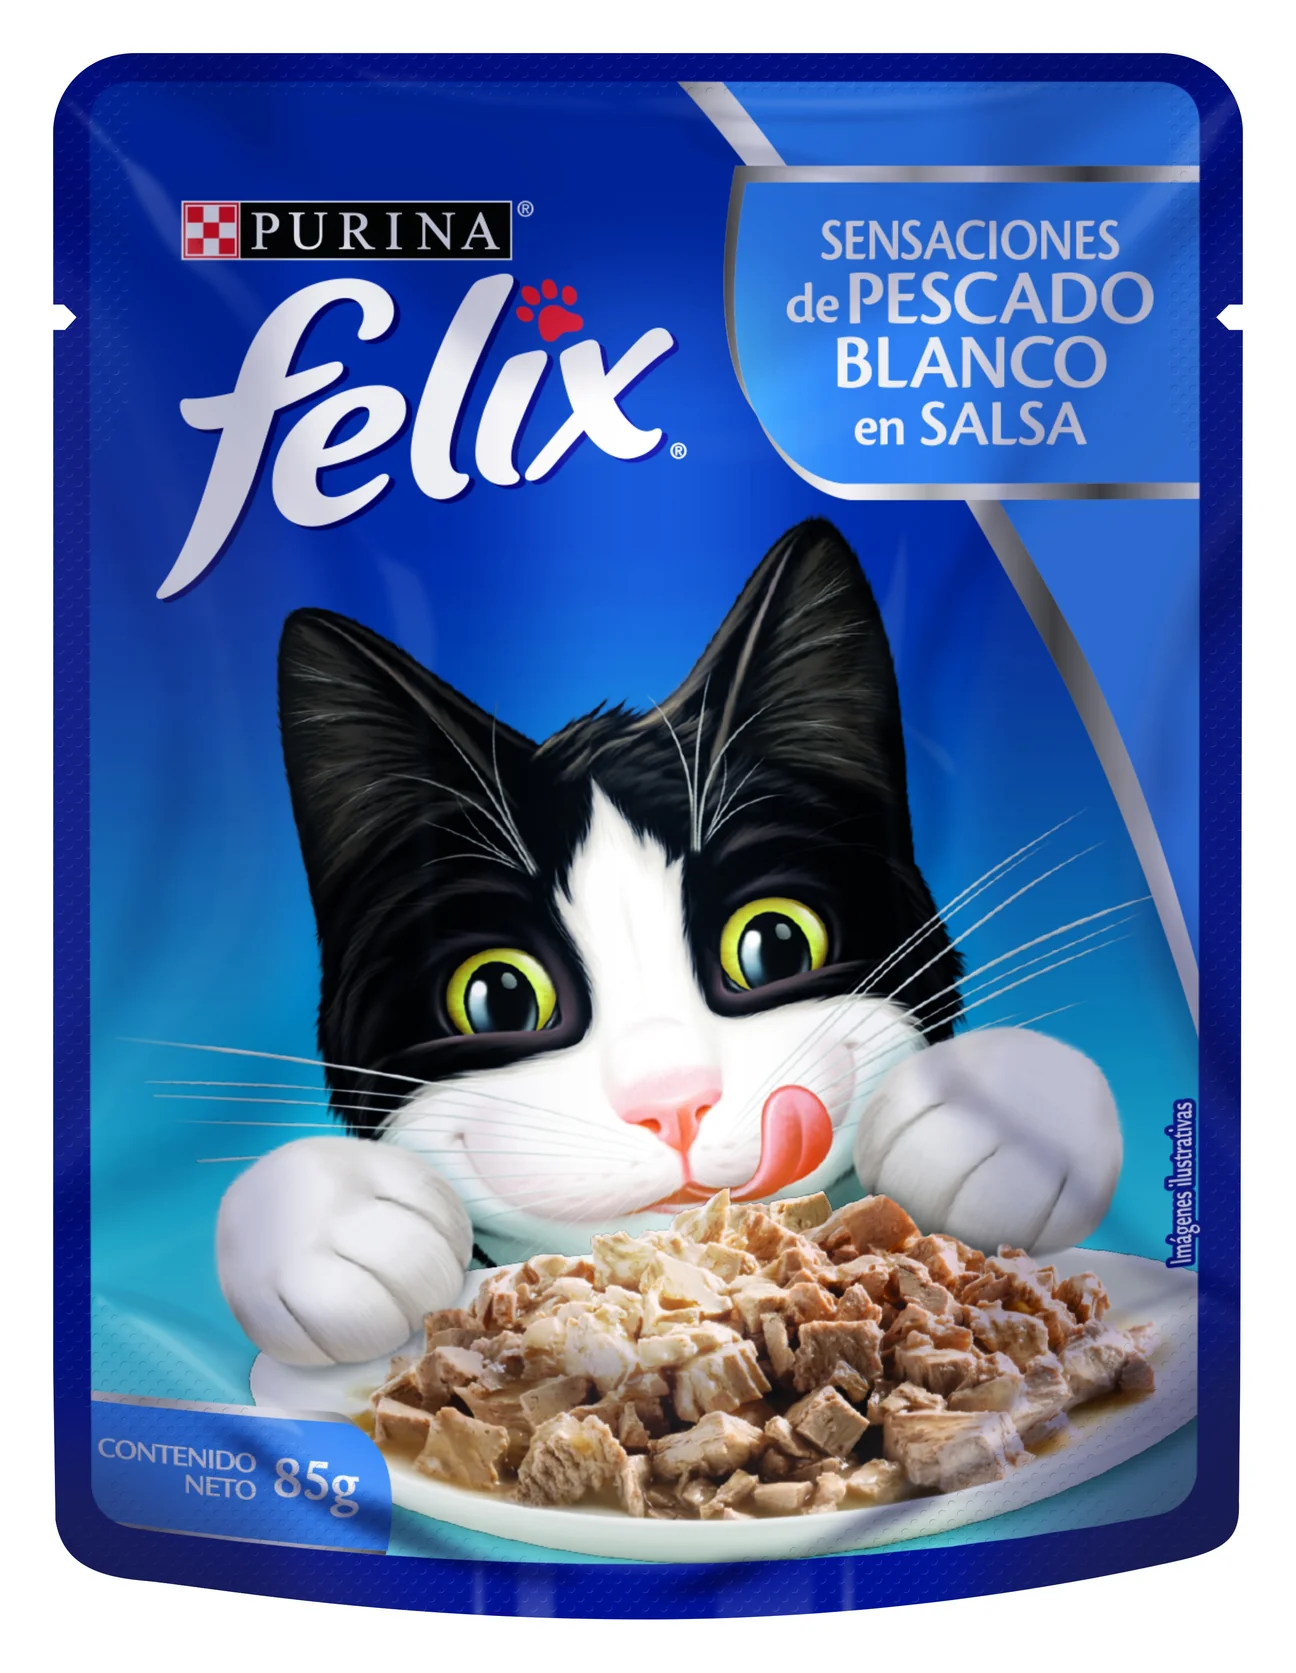 PURINA®
felix®
SENSACIONES
de PESCADO
BLANCO
en SALSA
Imágenes ilustrativas
CONTENIDO
NETO 85g